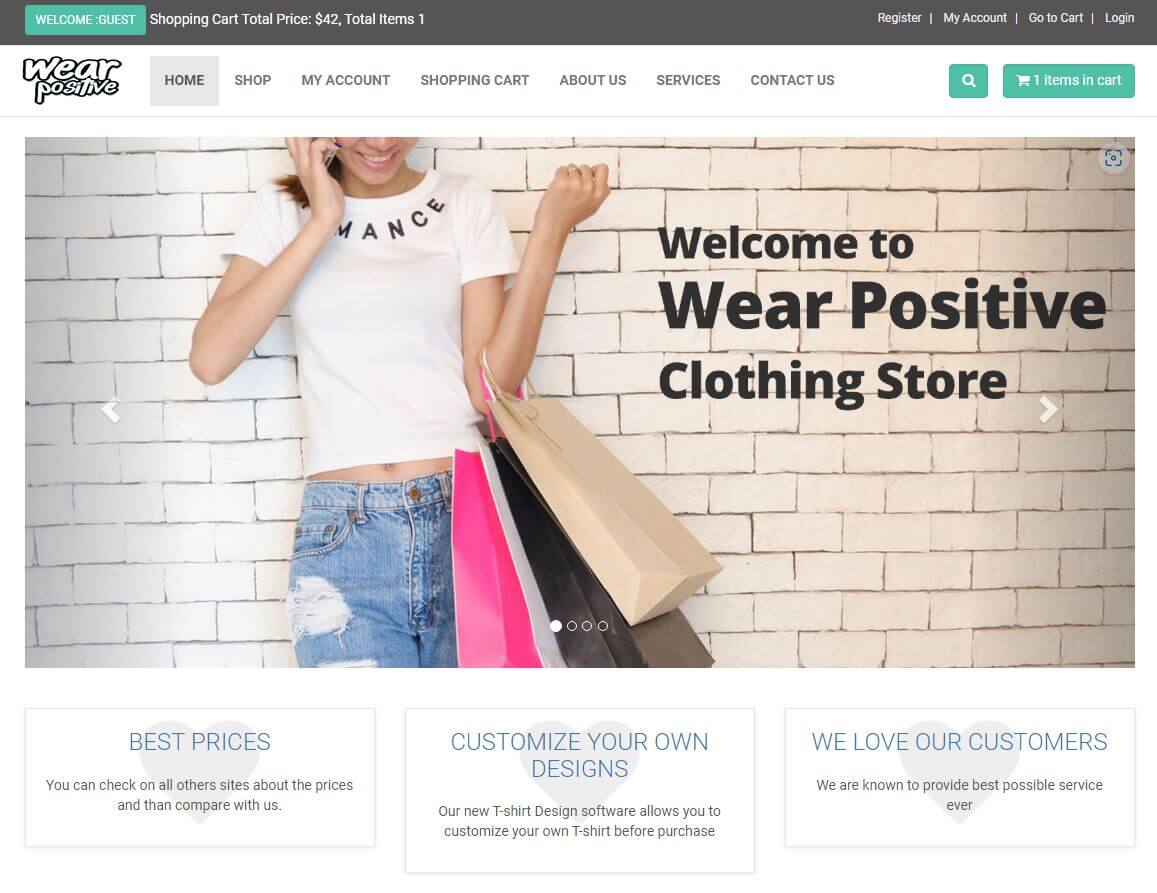 WELCOME :GUEST Shopping Cart Total Price: $42, Total Items 1
Register | My Account | Go to Cart | Login
Wear
positive
HOME SHOP MY ACCOUNT SHOPPING CART ABOUT US SERVICES CONTACT US
1 items in cart
MANCE
Welcome to
Wear Positive
Clothing Store
BEST PRICES
You can check on all others sites about the prices
and than compare with us.
CUSTOMIZE YOUR OWN
DESIGNS
Our new T-shirt Design software allows you to
customize your own T-shirt before purchase
WE LOVE OUR CUSTOMERS
We are known to provide best possible service
ever